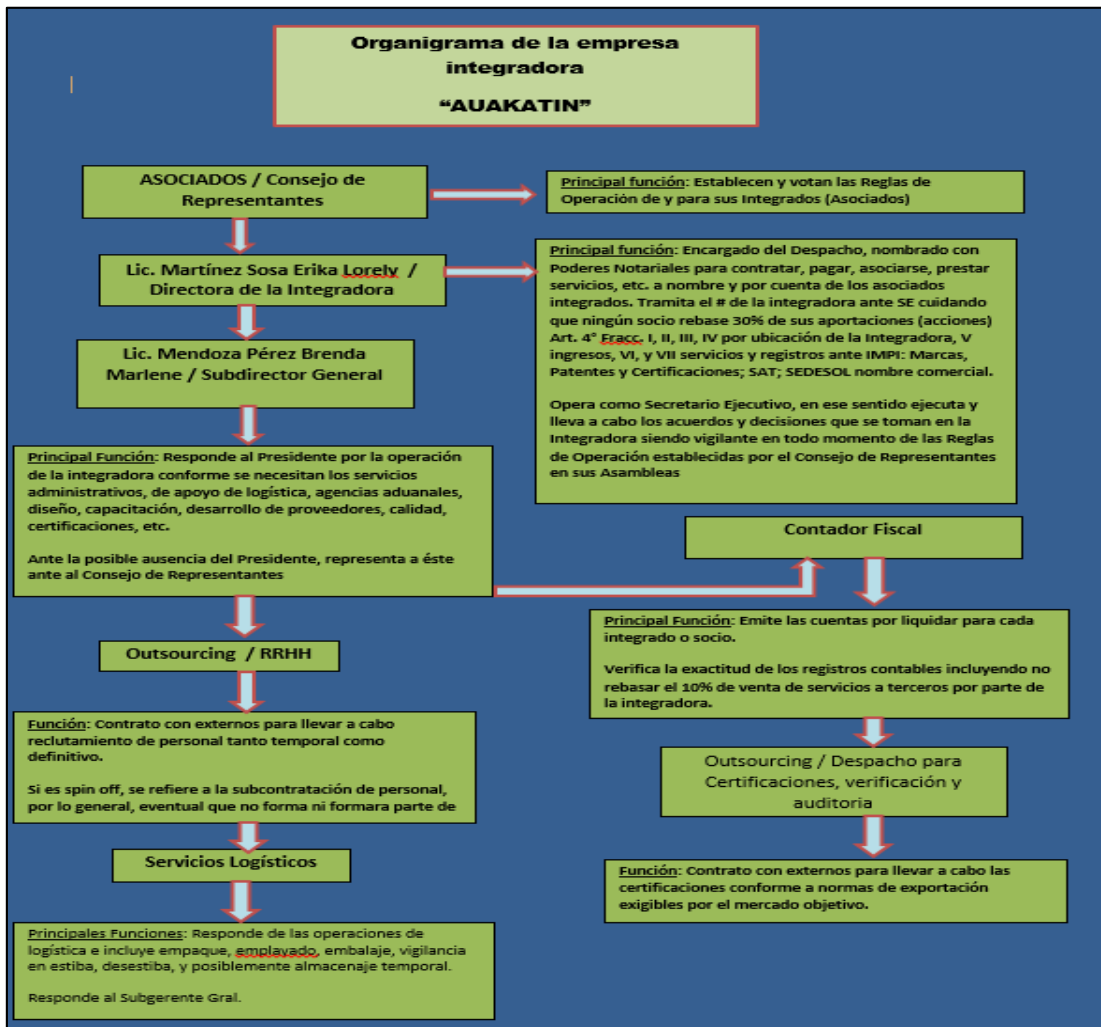 Organigrama de la empresa
integradora
“AUAKATIN”
ASOCIADOS / Consejo de
Representantes
Principal función: Establecen y votan las Reglas de
Operación de y para sus Integrados (Asociados)
Lic. Martínez Sosa Erika Lorely /
Directora de la Integradora
Principal función: Encargado del Despacho, nombrado con
Poderes Notariales para contratar, pagar, asociarse, prestar
servicios, etc. a nombre y por cuenta de los asociados
integrados. Tramita el # de la integradora ante SE cuidando
que ningún socio rebase 30% de sus aportaciones (acciones)
Art. 4° Fracc. I, II, III, IV por ubicación de la Integradora, V
ingresos, VI, y VII servicios y registros ante IMPI: Marcas,
Patentes y Certificaciones; SAT; SEDESOL nombre comercial.
Opera como Secretario Ejecutivo, en ese sentido ejecuta y
lleva a cabo los acuerdos y decisiones que se toman en la
Integradora siendo vigilante en todo momento de las Reglas
de Operación establecidas por el Consejo de Representantes
en sus Asambleas
Lic. Mendoza Pérez Brenda
Marlene / Subdirector General
Principal Función: Responde al Presidente por la operación
de la integradora conforme se necesitan los servicios
administrativos, de apoyo de logística, agencias aduanales,
diseño, capacitación, desarrollo de proveedores, calidad,
certificaciones, etc.
Ante la posible ausencia del Presidente, representa a éste
ante al Consejo de Representantes
Contador Fiscal
Principal Función: Emite las cuentas por liquidar para cada
integrado o socio.
Verifica la exactitud de los registros contables incluyendo no
rebasar el 10% de venta de servicios a terceros por parte de
la integradora.
Outsourcing / RRHH
Función: Contrato con externos para llevar a cabo
reclutamiento de personal tanto temporal como
definitivo.
Si es spin off, se refiere a la subcontratación de personal,
por lo general, eventual que no forma ni formara parte de
Outsourcing / Despacho para
Certificaciones, verificación y
auditoria
Servicios Logísticos
Función: Contrato con externos para llevar a cabo las
certificaciones conforme a normas de exportación
exigibles por el mercado objetivo.
Principales Funciones: Responde de las operaciones de
logística e incluye empaque, emplayado, embalaje, vigilancia
en estiba, desestiba, y posiblemente almacenaje temporal.
Responde al Subgerente Gral.